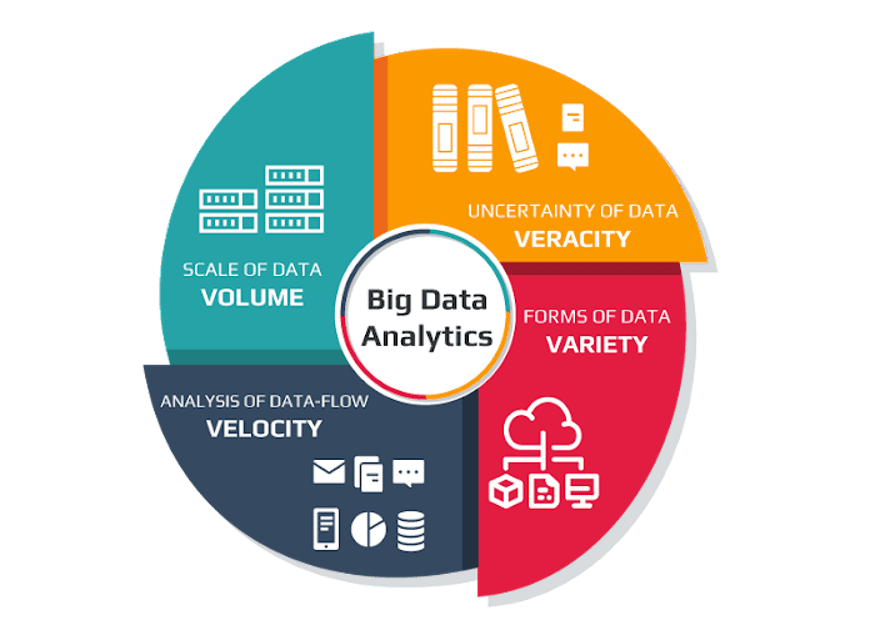 UNCERTAINTY OF DATA
VERACITY
SCALE OF DATA
VOLUME
Big Data
Analytics
FORMS OF DATA
VARIETY
ANALYSIS OF DATA-FLOW
VELOCITY